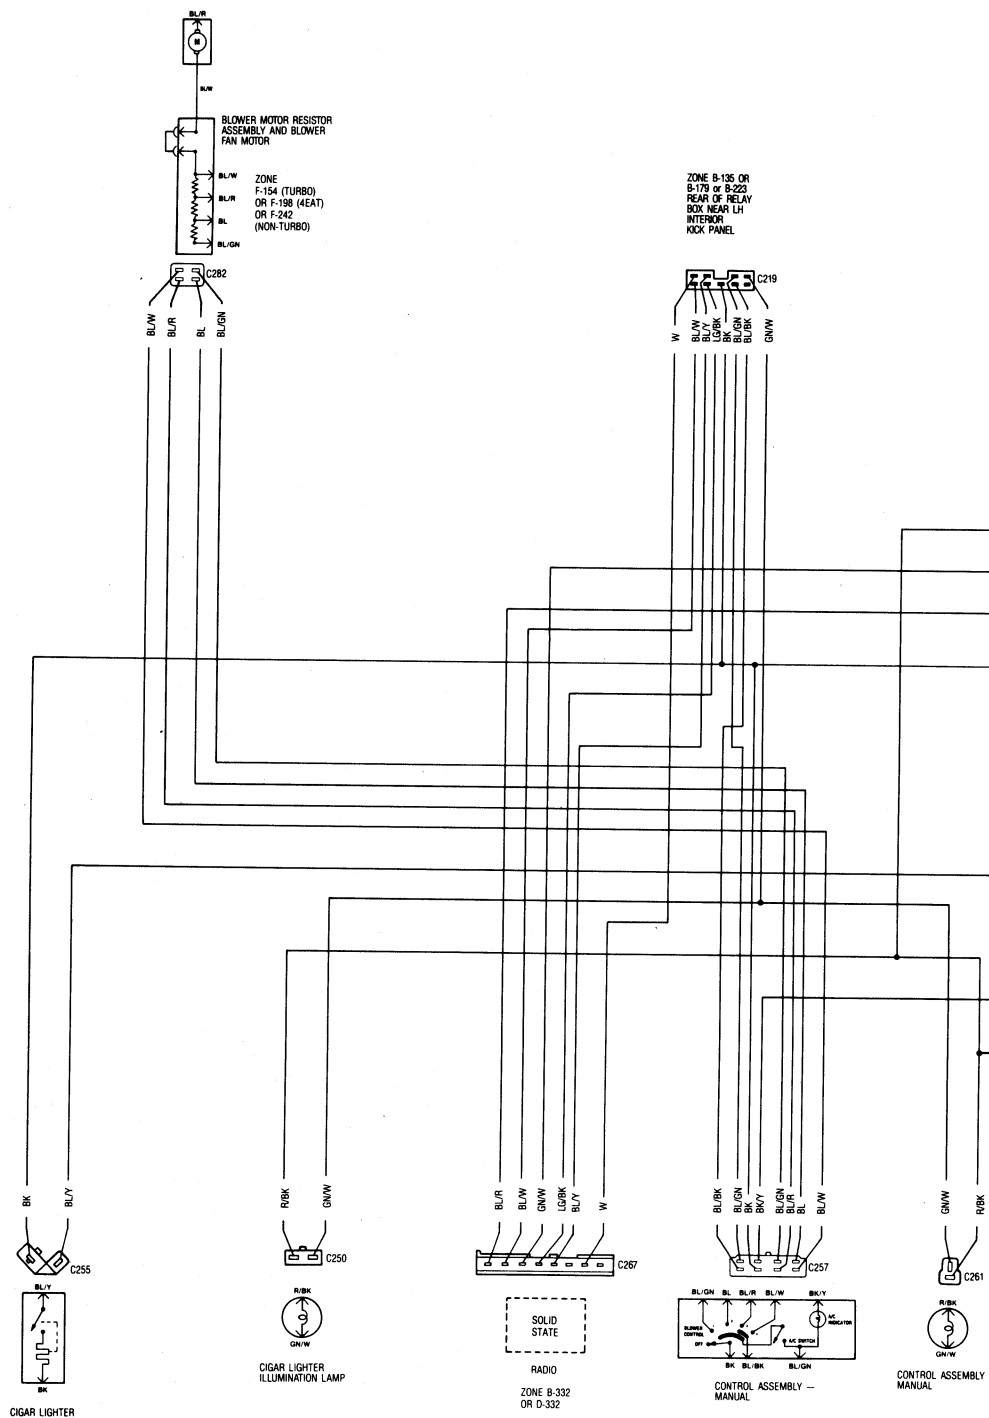 BL/R
M
BL/W
BLOWER MOTOR RESISTOR
ASSEMBLY AND BLOWER
FAN MOTOR
BL/W
BL/R
BL
BL/GN
ZONE
F-154 (TURBO)
OR F-198 (4EAT)
OR F-242
(NON-TURBO)
C282
BL/W
BL/R
BL
BL/GN
ZONE B-135 OR
B-179 or B-223
REAR OF RELAY
BOX NEAR LH
INTERIOR
KICK PANEL
C219
W
BL/W
BL/Y
LG/BK
BK
BL/GN
BL/BK
GN/W
BK
BL/Y
C255
BL/Y
BK
CIGAR LIGHTER
R/BK
GN/W
C250
R/BK
GN/W
CIGAR LIGHTER
ILLUMINATION LAMP
BL/R
BL/W
GN/W
LG/BK
BL/Y
W
C267
SOLID
STATE
RADIO
ZONE B-332
OR D-332
BL/BK
BL/GN
BK
BK/Y
BL/GN
BL/R
BL
BL/W
C257
BL/GN BL BL/R BL/W BK/Y
BLOWER
CONTROL
OFF
A/C SWITCH
A/C
INDICATOR
BK BL/BK BL/GN
CONTROL ASSEMBLY —
MANUAL
GN/W
R/BK
C261
R/BK
GN/W
CONTROL ASSEMBLY
MANUAL